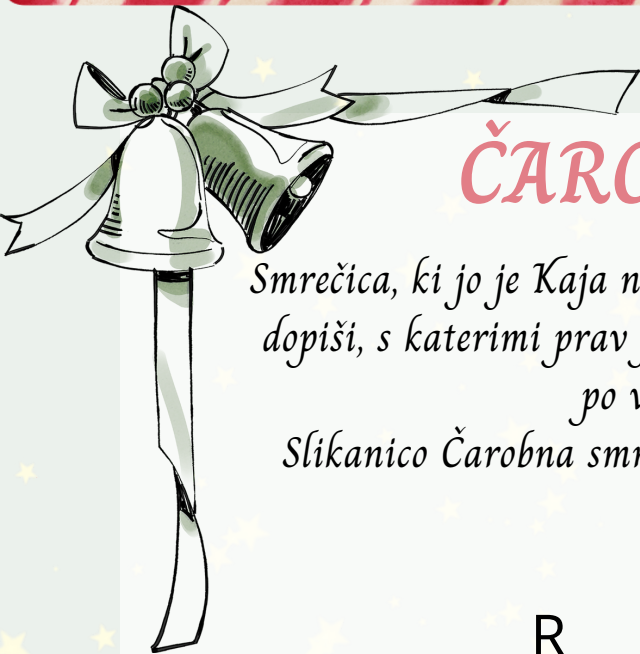 ČARO
Smrečica, ki jo je Kaja n
dopiši, s katerimi prav
po v
Slikanico Čarobna smr
R